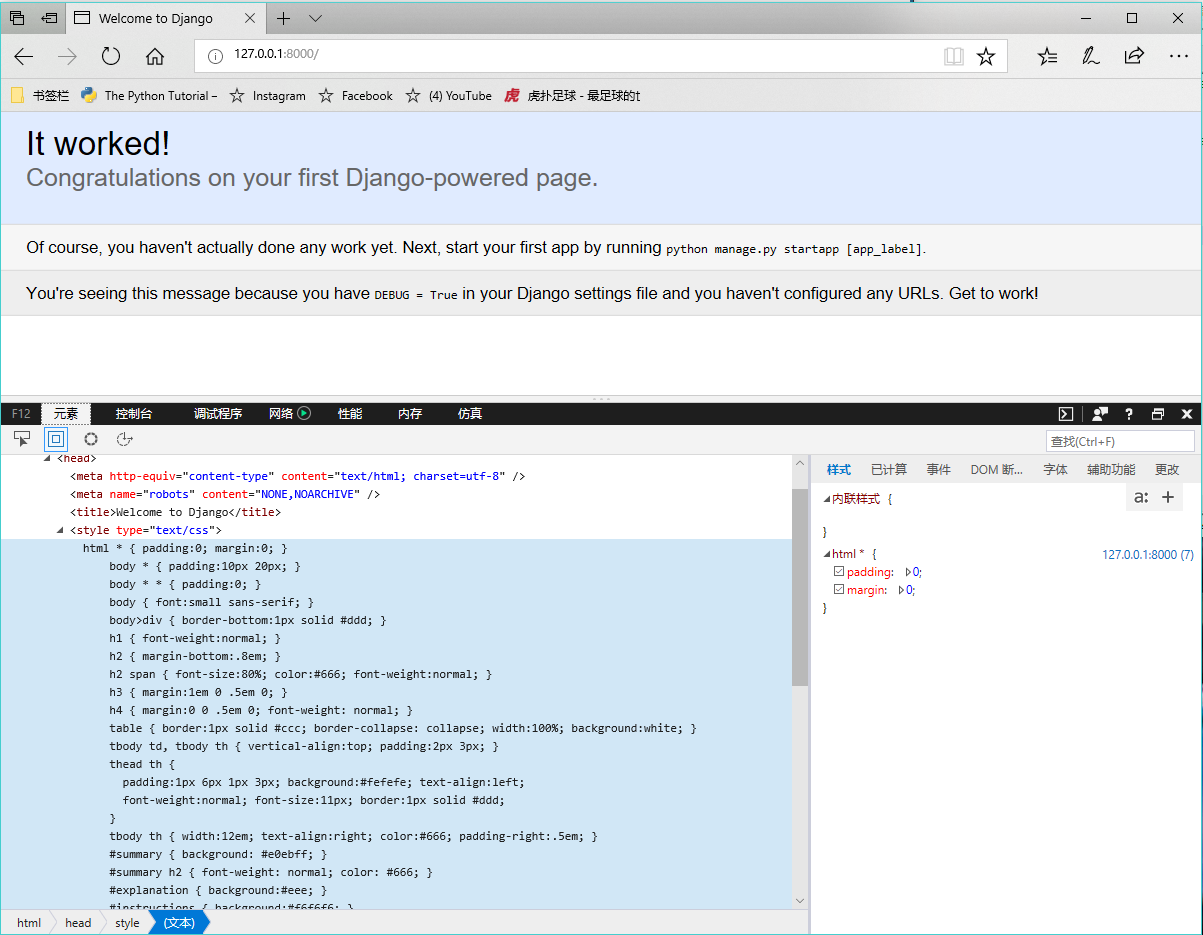 Welcome to Django
127.0.0.1:8000/
书签栏 The Python Tutorial – Instagram Facebook (4) YouTube 虎 虎扑足球 - 最足球的t
It worked!
Congratulations on your first Django-powered page.
Of course, you haven't actually done any work yet. Next, start your first app by running python manage.py startapp [app_label].
You're seeing this message because you have DEBUG = True in your Django settings file and you haven't configured any URLs. Get to work!
F12 元素 控制台 调试程序 网络 性能 内存 仿真
查找(Ctrl+F)
<head>
<meta http-equiv="content-type" content="text/html; charset=utf-8" />
<meta name="robots" content="NONE,NOARCHIVE" />
<title>Welcome to Django</title>
<style type="text/css">
html * { padding:0; margin:0; }
body * { padding:10px 20px; }
body * * { padding:0; }
body { font:small sans-serif; }
body>div { border-bottom:1px solid #ddd; }
h1 { font-weight:normal; }
h2 { margin-bottom:.8em; }
h2 span { font-size:80%; color:#666; font-weight:normal; }
h3 { margin:1em 0 .5em 0; }
h4 { margin:0 0 .5em 0; font-weight: normal; }
table { border:1px solid #ccc; border-collapse: collapse; width:100%; background:white; }
tbody td, tbody th { vertical-align:top; padding:2px 3px; }
thead th {
padding:1px 6px 1px 3px; background:#fefefe; text-align:left;
font-weight:normal; font-size:11px; border:1px solid #ddd;
}
tbody th { width:12em; text-align:right; color:#666; padding-right:.5em; }
#summary { background: #e0ebff; }
#summary h2 { font-weight: normal; color: #666; }
#explanation { background:#eee; }
#instructions { background:#f6f6f6; }
html head style (文本)
样式 已计算 事件 DOM 断... 字体 辅助功能 更改
内联样式 {
a: +
}
html * { 127.0.0.1:8000 (7)
padding: 0;
margin: 0;
}